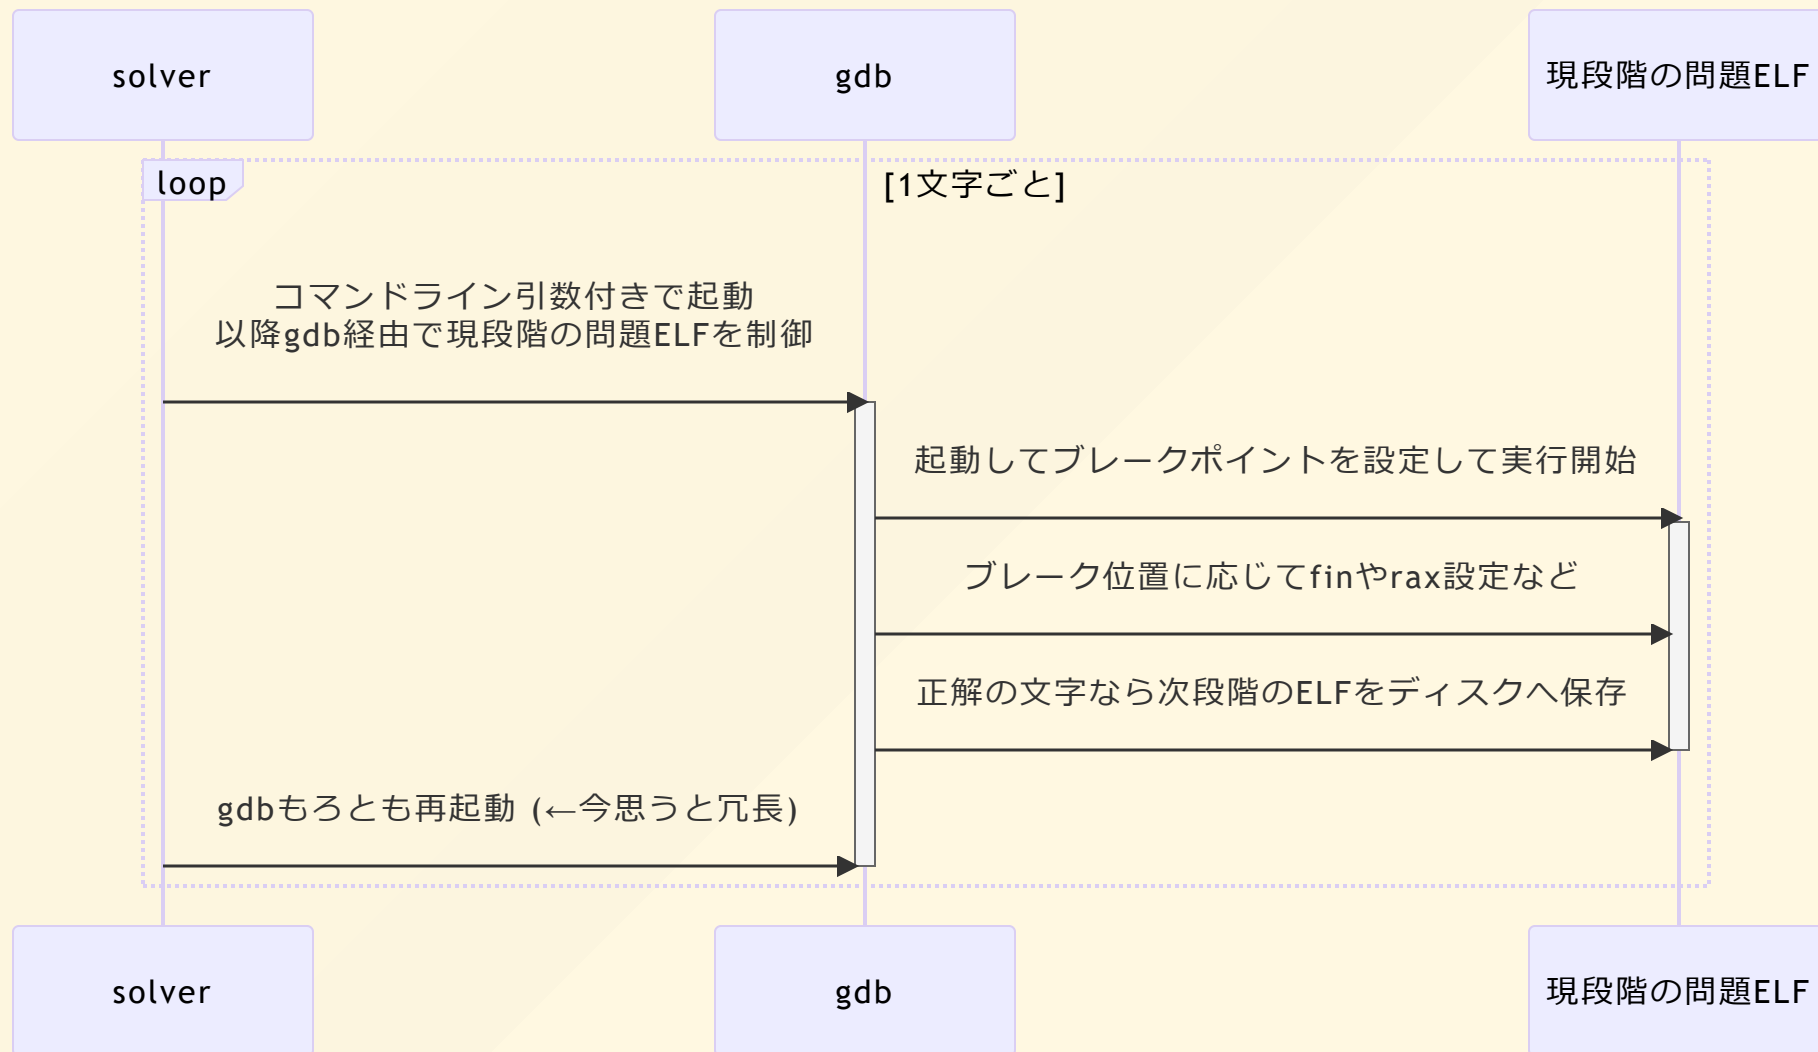 solver
gdb
現段階の問題ELF
loop
[1文字ごと]
コマンドライン引数付きで起動
以降gdb経由で現段階の問題ELFを制御
起動してブレークポイントを設定して実行開始
ブレーク位置に応じてfinやrax設定など
正解の文字なら次段階のELFをディスクへ保存
gdbもろとも再起動 (←今思うと冗長)
solver
gdb
現段階の問題ELF